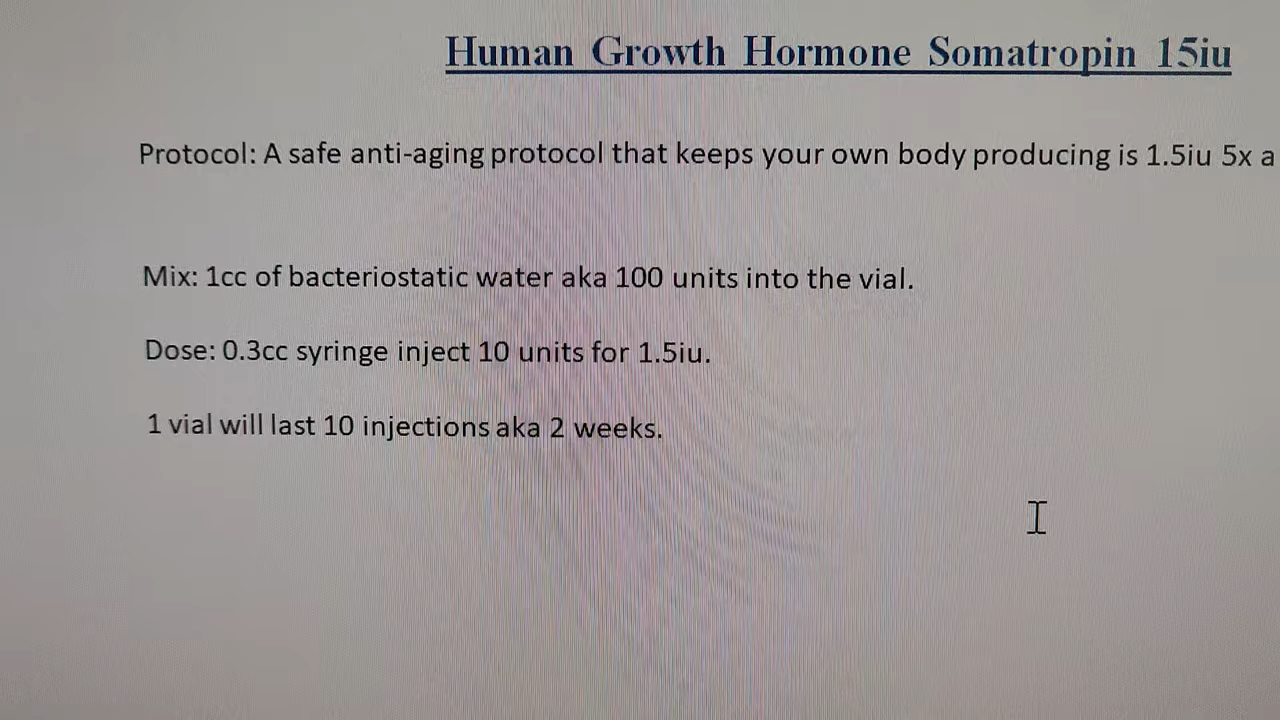 Human Growth Hormone Somatropin 15iu
Protocol: A safe anti-aging protocol that keeps your own body producing is 1.5iu 5x a
Mix: 1cc of bacteriostatic water aka 100 units into the vial.
Dose: 0.3cc syringe inject 10 units for 1.5iu.
1 vial will last 10 injections aka 2 weeks.